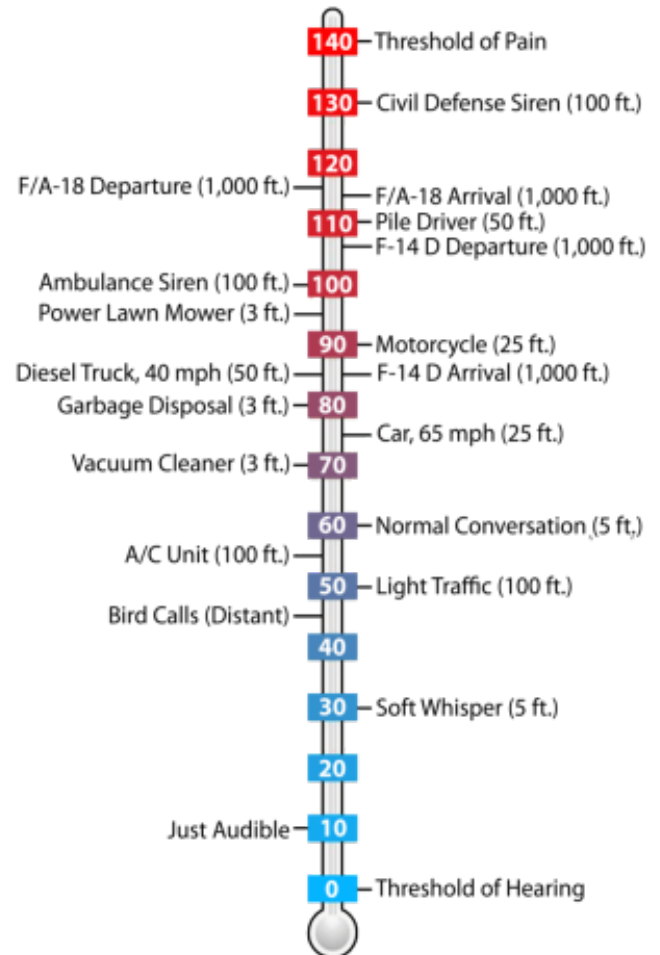 140 Threshold of Pain
130 Civil Defense Siren (100 ft.)
120
F/A-18 Departure (1,000 ft.)
F/A-18 Arrival (1,000 ft.)
110 Pile Driver (50 ft.)
F-14 D Departure (1,000 ft.)
Ambulance Siren (100 ft.) 100
Power Lawn Mower (3 ft.)
90 Motorcycle (25 ft.)
Diesel Truck, 40 mph (50 ft.) F-14 D Arrival (1,000 ft.)
Garbage Disposal (3 ft.) 80
Car, 65 mph (25 ft.)
Vacuum Cleaner (3 ft.) 70
60 Normal Conversation (5 ft,)
A/C Unit (100 ft.)
50 Light Traffic (100 ft.)
Bird Calls (Distant)
40
30 Soft Whisper (5 ft.)
20
Just Audible 10
0 Threshold of Hearing